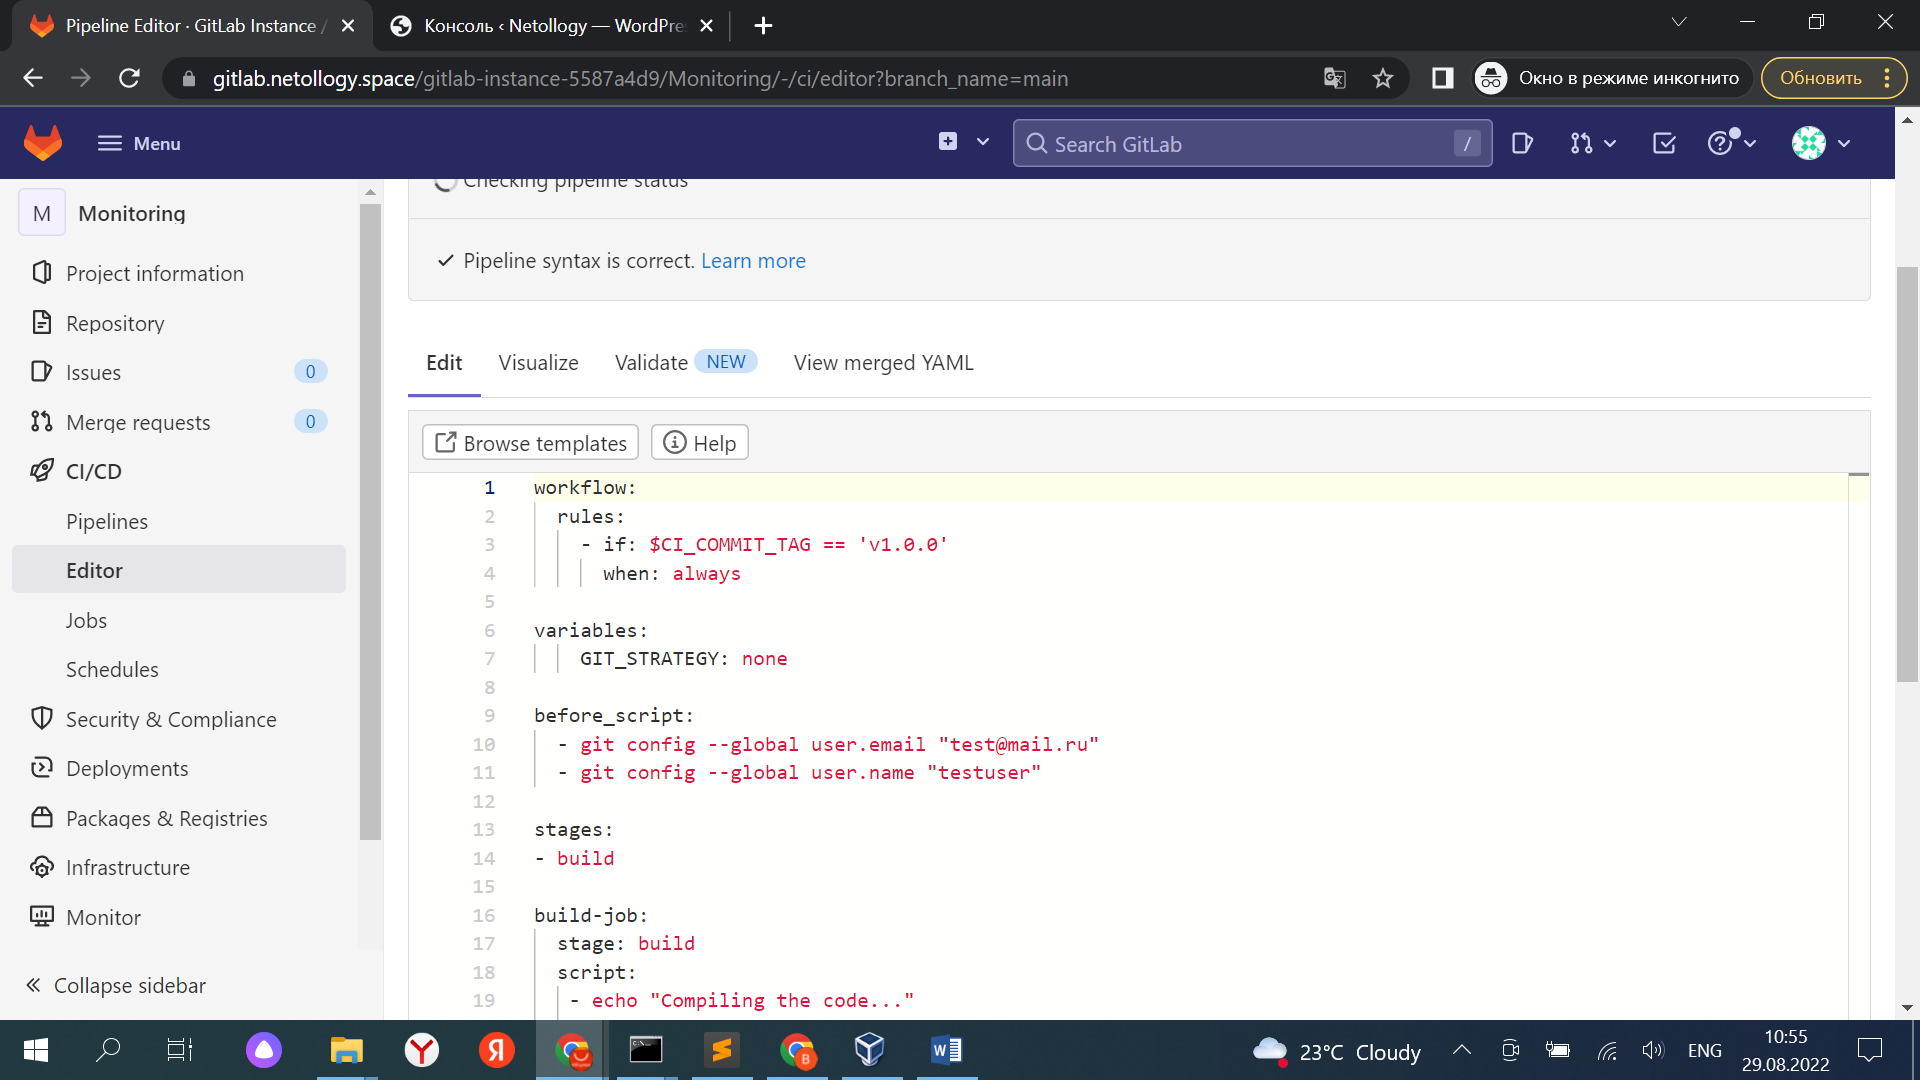 Pipeline Editor · GitLab Instance /
Консоль ‹ Netollogy — WordPre
gitlab.netollogy.space/gitlab-instance-5587a4d9/Monitoring/-/ci/editor?branch_name=main
Окно в режиме инкогнито
Обновить
Menu
Search GitLab
/
M
Monitoring
Project information
Repository
Issues
0
Merge requests
0
CI/CD
Pipelines
Editor
Jobs
Schedules
Security & Compliance
Deployments
Packages & Registries
Infrastructure
Monitor
Collapse sidebar
Checking pipeline status
Pipeline syntax is correct. Learn more
Edit
Visualize
Validate NEW
View merged YAML
Browse templates
Help
1 workflow:
2 rules:
3 - if: $CI_COMMIT_TAG == 'v1.0.0'
4 when: always
5
6 variables:
7 GIT_STRATEGY: none
8
9 before_script:
10 - git config --global user.email "test@mail.ru"
11 - git config --global user.name "testuser"
12
13 stages:
14 - build
15
16 build-job:
17 stage: build
18 script:
19 - echo "Compiling the code..."
23°C Cloudy
ENG
10:55
29.08.2022